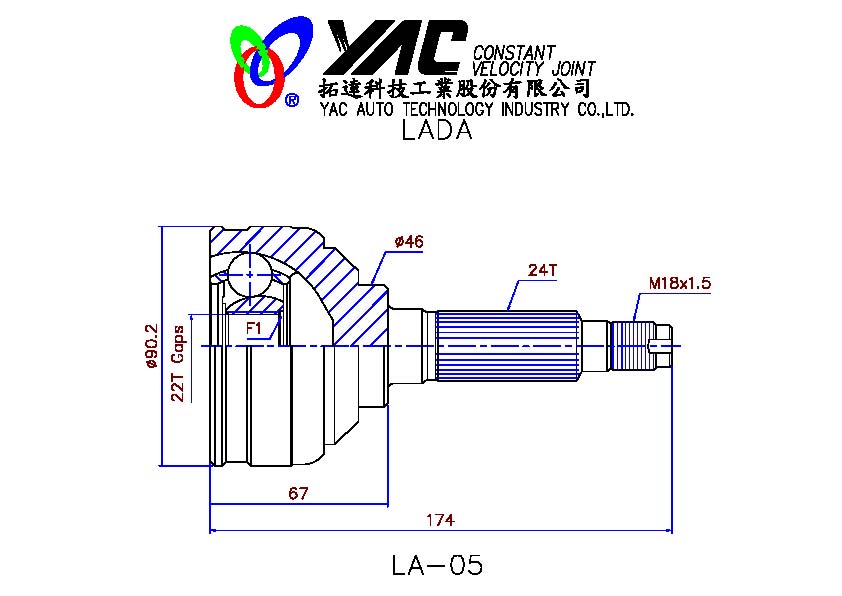 YAC CONSTANT
VELOCITY JOINT
拓達科技工業股份有限公司
®
YAC AUTO TECHNOLOGY INDUSTRY CO.,LTD.
LADA
ø46
24T
M18x1.5
F1
ø90.2
22T Gaps
67
174
LA-05